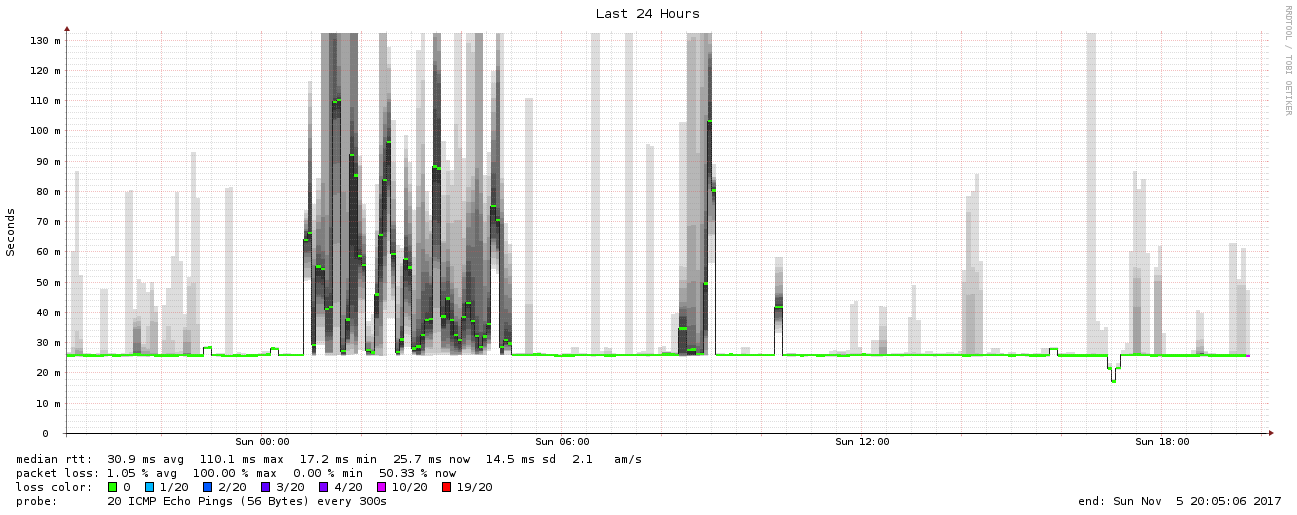 Last 24 Hours
RRDTOOL / TOBI OETIKER
Seconds
130 m
120 m
110 m
100 m
90 m
80 m
70 m
60 m
50 m
40 m
30 m
20 m
10 m
0
Sun 00:00 Sun 06:00 Sun 12:00 Sun 18:00
median rtt: 30.9 ms avg 110.1 ms max 17.2 ms min 25.7 ms now 14.5 ms sd 2.1 am/s
packet loss: 1.05 % avg 100.00 % max 0.00 % min 50.33 % now
loss color: 0 1/20 2/20 3/20 4/20 10/20 19/20
probe: 20 ICMP Echo Pings (56 Bytes) every 300s end: Sun Nov 5 20:05:06 2017